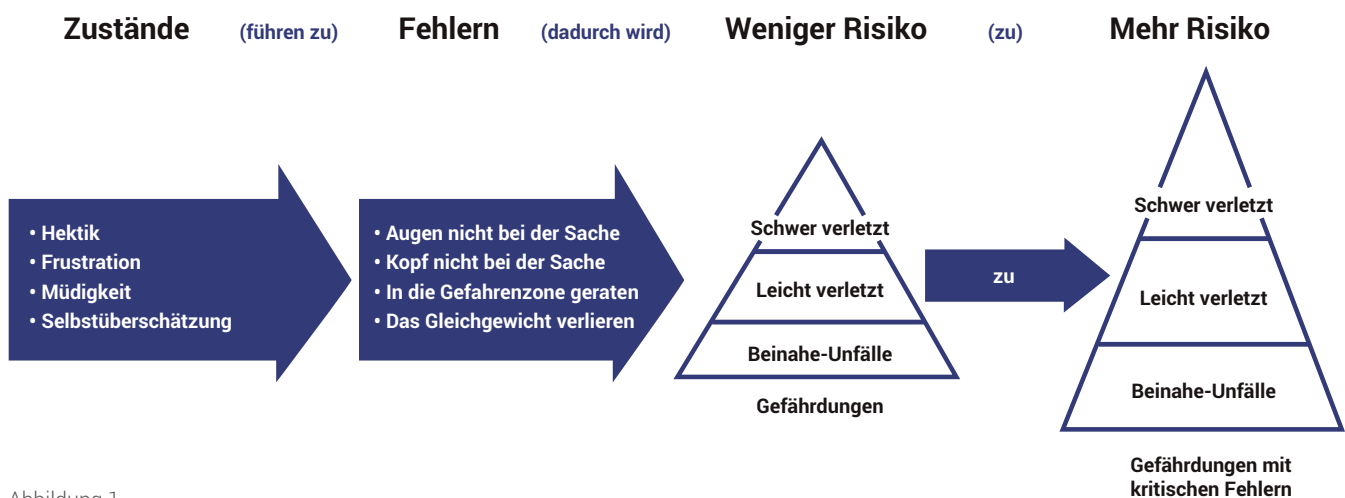 Zustände (führen zu) Fehlern (dadurch wird) Weniger Risiko (zu) Mehr Risiko
• Hektik
• Frustration
• Müdigkeit
• Selbstüberschätzung
• Augen nicht bei der Sache
• Kopf nicht bei der Sache
• In die Gefahrenzone geraten
• Das Gleichgewicht verlieren
Schwer verletzt
Leicht verletzt
Beinahe-Unfälle
Gefährdungen
zu
Schwer verletzt
Leicht verletzt
Beinahe-Unfälle
Gefährdungen mit
kritischen Fehlern
Abbildung 1